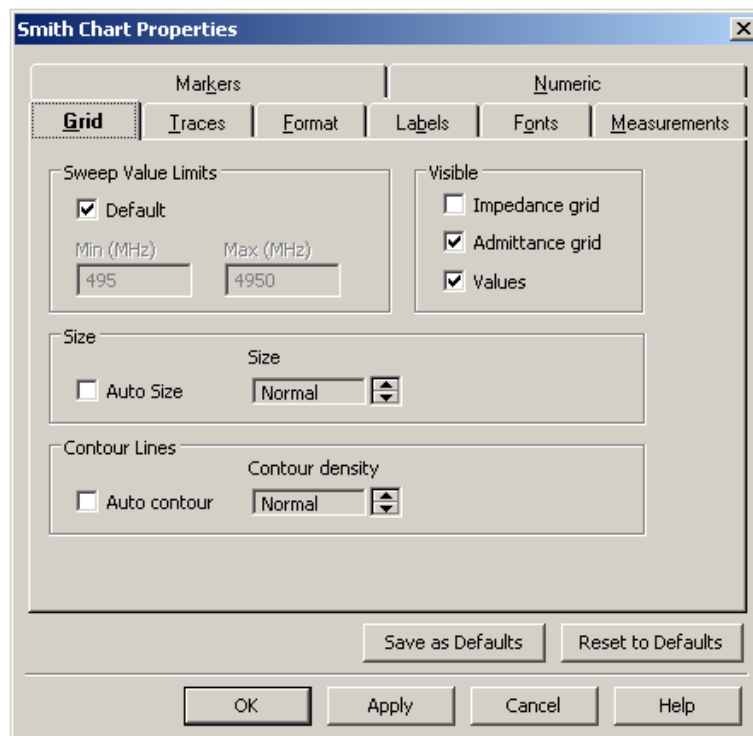 Smith Chart Properties
Markers
Numeric
Grid
Traces
Format
Labels
Fonts
Measurements
Sweep Value Limits
Default
Min (MHz)
Max (MHz)
495
4950
Visible
Impedance grid
Admittance grid
Values
Size
Size
Auto Size
Normal
Contour Lines
Contour density
Auto contour
Normal
Save as Defaults
Reset to Defaults
OK
Apply
Cancel
Help